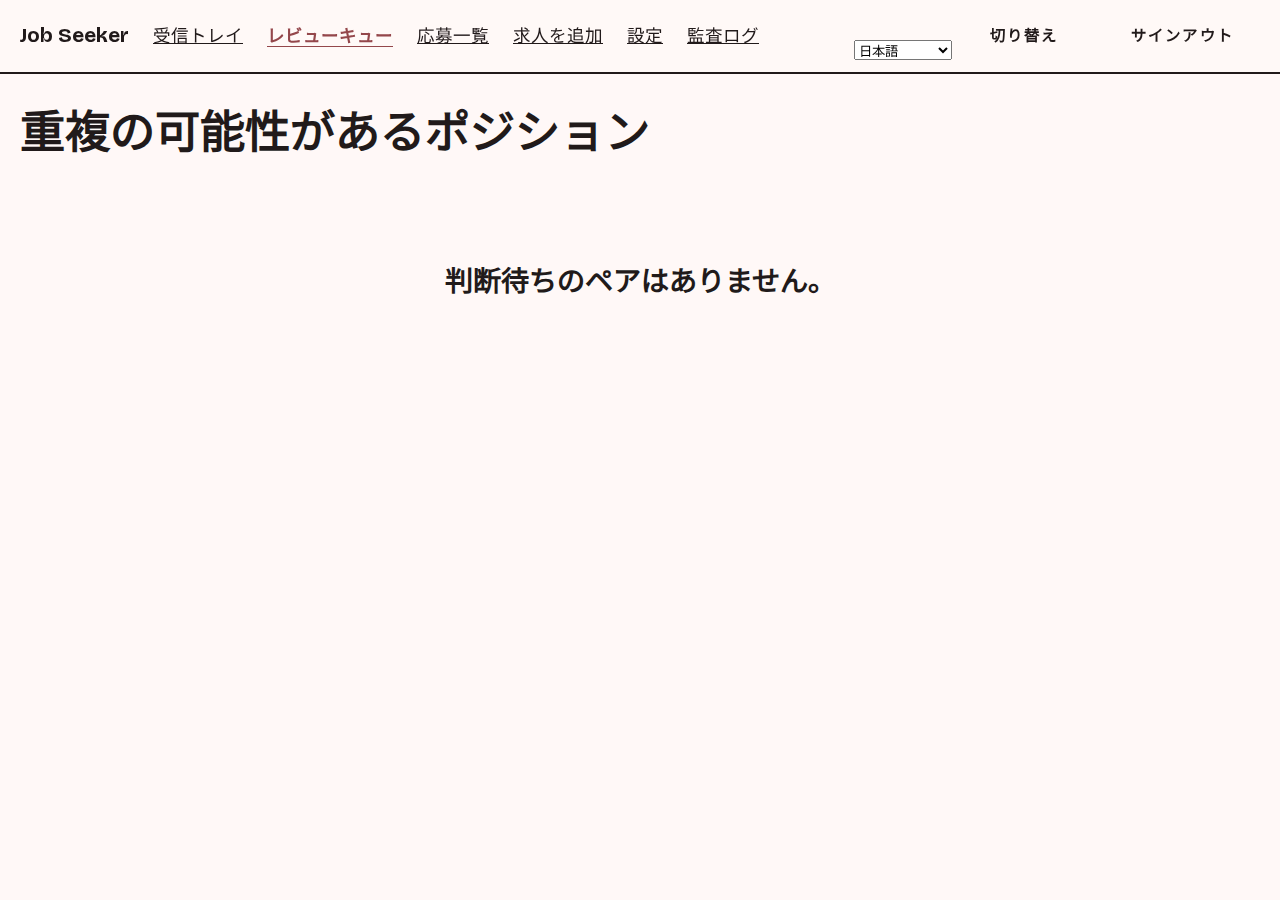 Job Seeker 受信トレイ レビューキュー 応募一覧 求人を追加 設定 監査ログ 日本語 切り替え サインアウト
重複の可能性があるポジション
判断待ちのペアはありません。